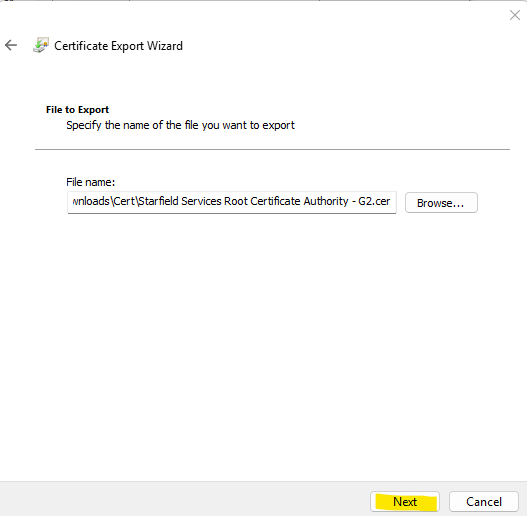 Certificate Export Wizard
File to Export
Specify the name of the file you want to export
File name:
wnloads\Cert\Starfield Services Root Certificate Authority - G2.cer
Browse...
Next
Cancel